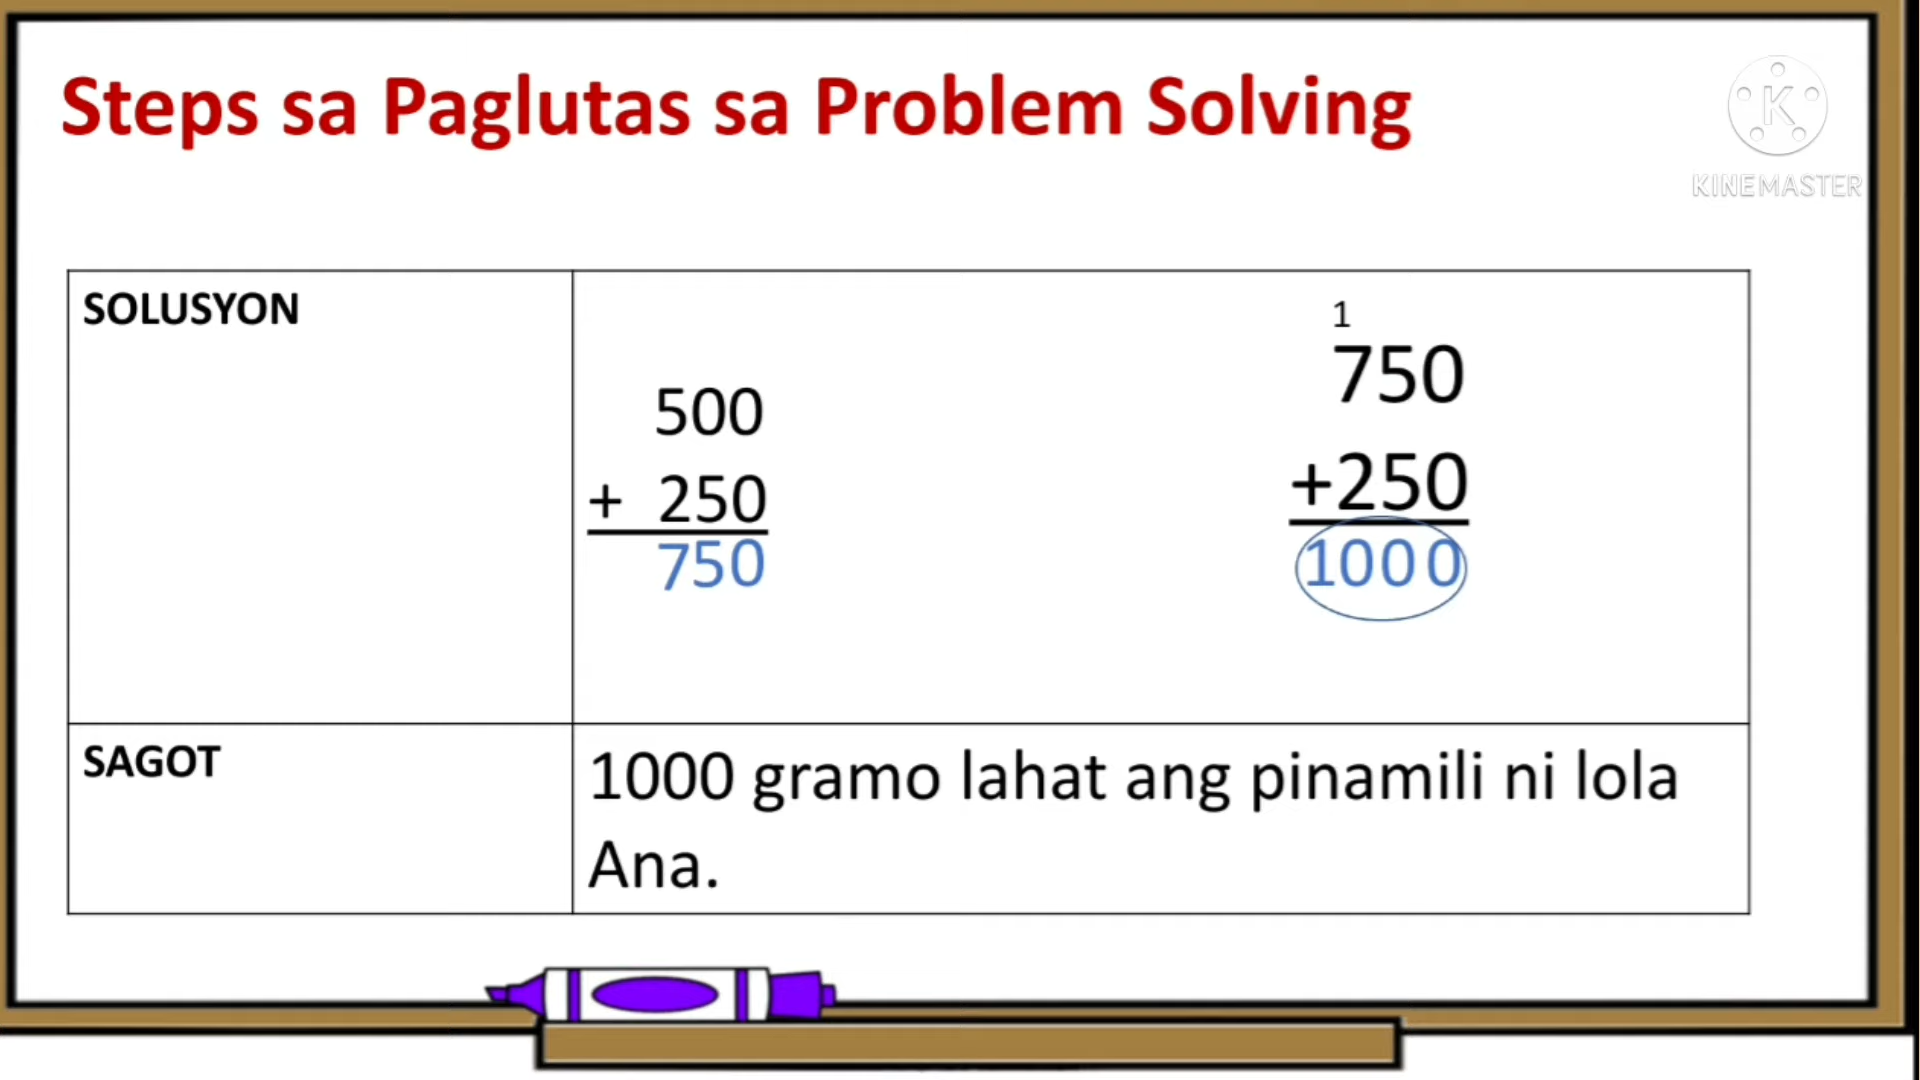 Steps sa Paglutas sa Problem Solving
K
KINEMASTER
SOLUSYON
500
+ 250
750
1
750
+250
1000
SAGOT
1000 gramo lahat ang pinamili ni lola
Ana.